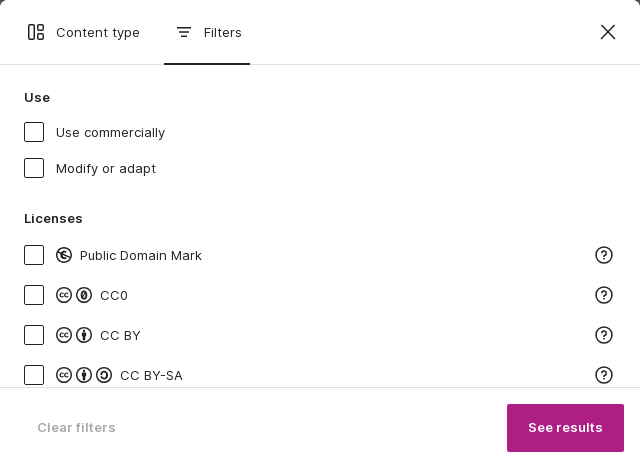 Content type
Filters
Use
Use commercially
Modify or adapt
Licenses
Public Domain Mark
CC0
CC BY
CC BY-SA
Clear filters
See results